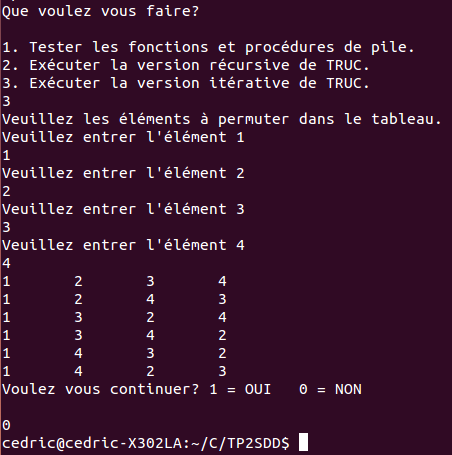 Que voulez vous faire?
1. Tester les fonctions et procédures de pile.
2. Exécuter la version récursive de TRUC.
3. Exécuter la version itérative de TRUC.
3
Veuillez les éléments à permuter dans le tableau.
Veuillez entrer l'élément 1
1
Veuillez entrer l'élément 2
2
Veuillez entrer l'élément 3
3
Veuillez entrer l'élément 4
4
1 2 3 4
1 2 4 3
1 3 2 4
1 3 4 2
1 4 3 2
1 4 2 3
Voulez vous continuer? 1 = OUI 0 = NON
0
cedric@cedric-X302LA:~/C/TP2SDD$